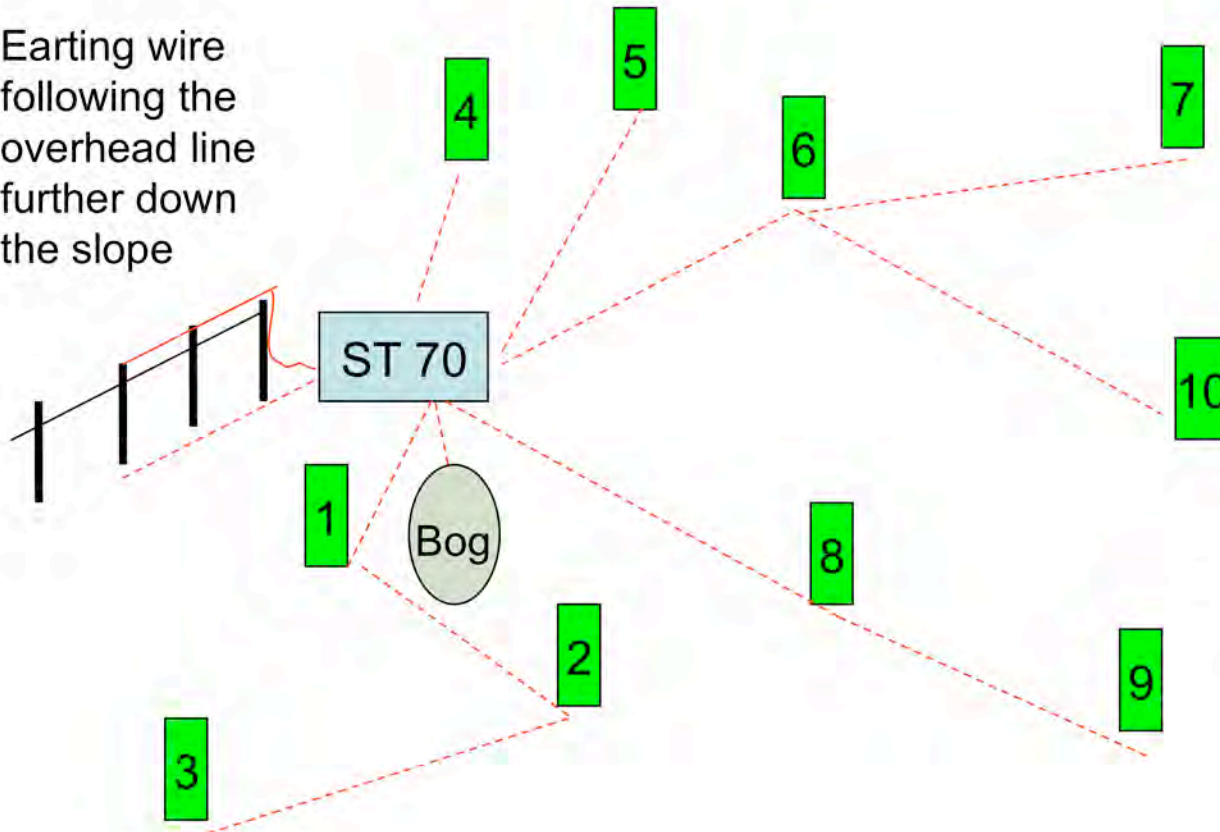 Earting wire
following the
overhead line
further down
the slope
4
5
6
7
ST 70
10
1
Bog
8
2
9
3